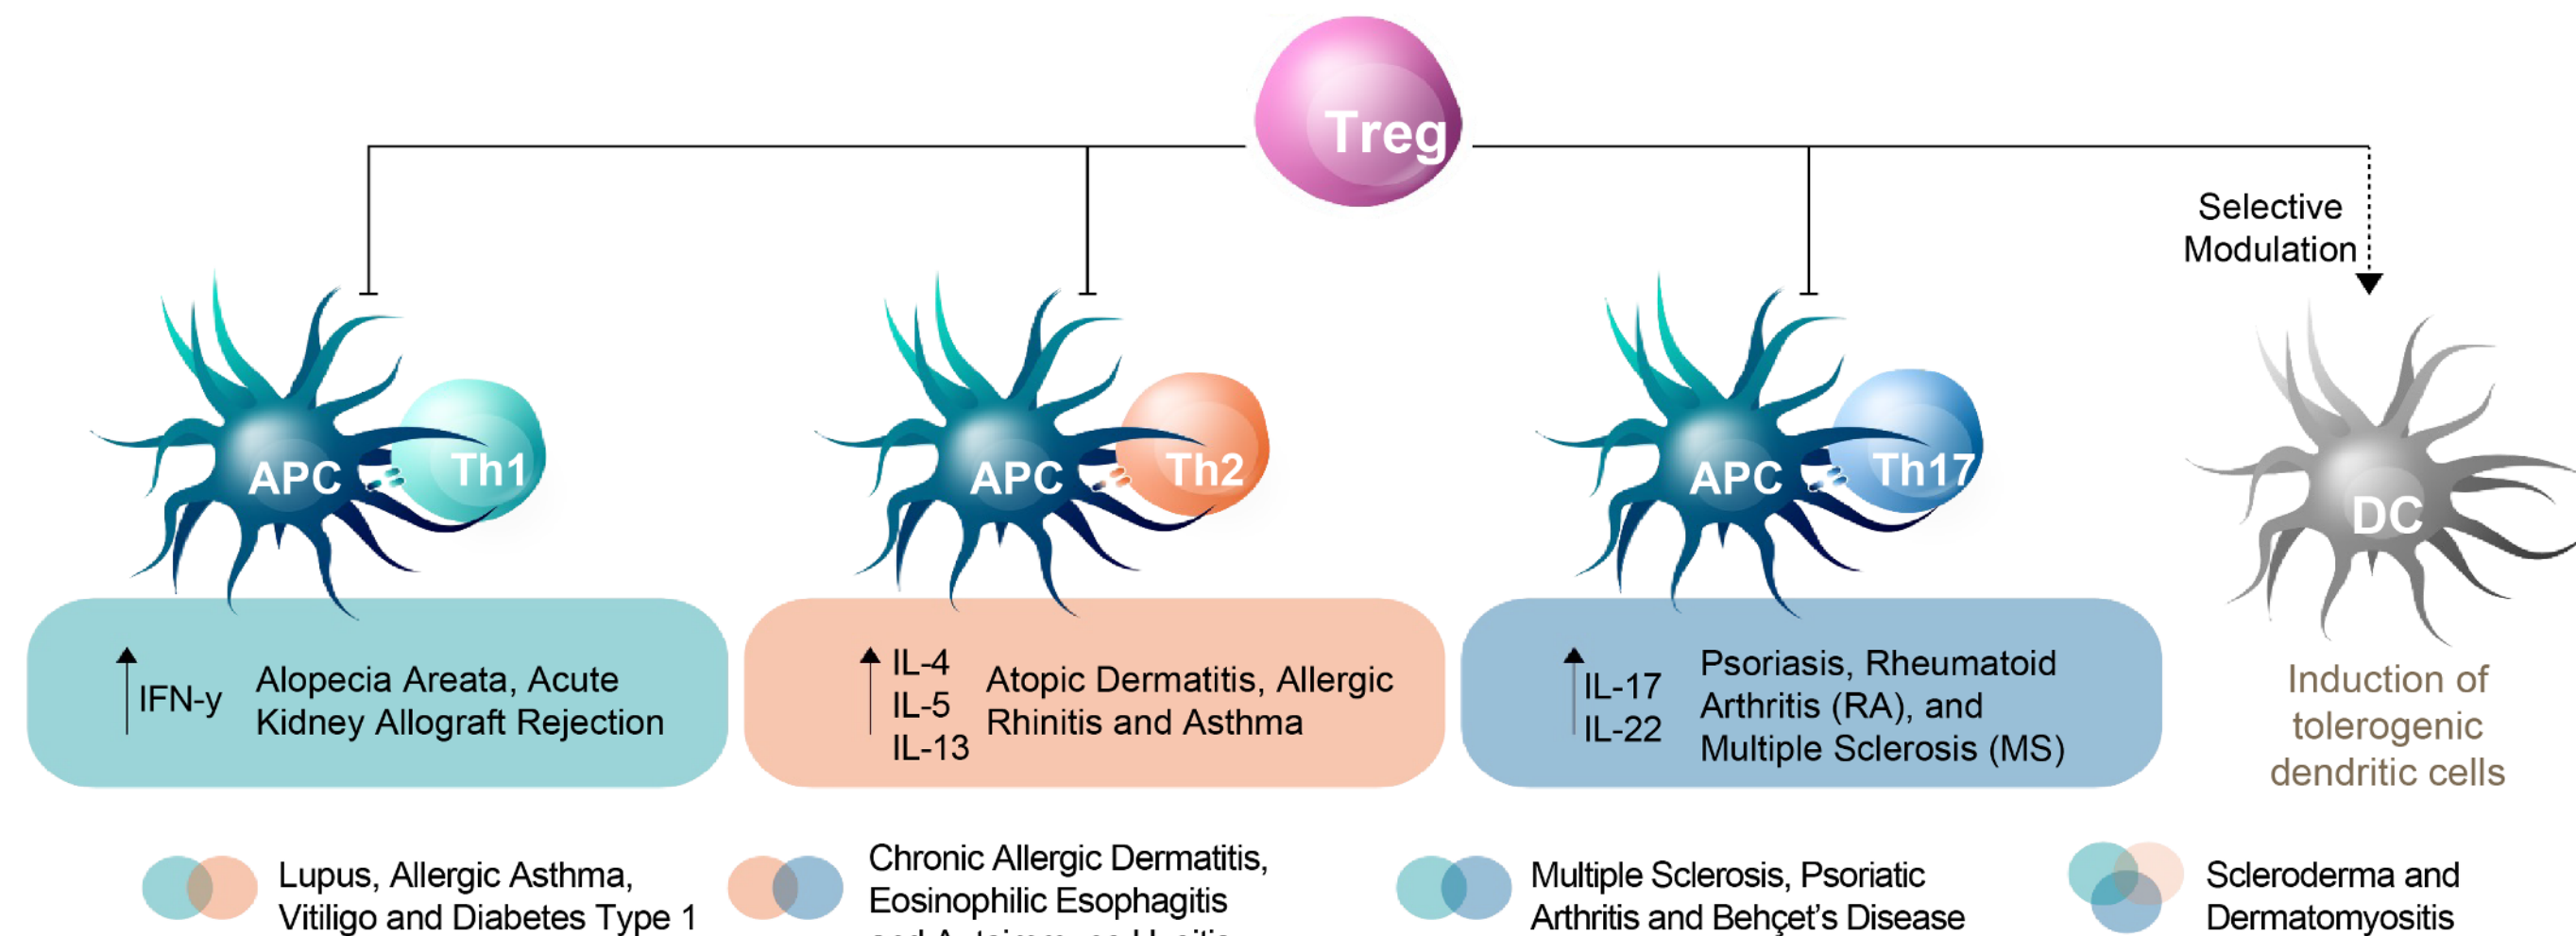 Treg
Selective
Modulation
APC
Th1
APC
Th2
APC
Th17
DC
IFN-y
Alopecia Areata, Acute
Kidney Allograft Rejection
IL-4
IL-5
IL-13
Atopic Dermatitis, Allergic
Rhinitis and Asthma
IL-17
IL-22
Psoriasis, Rheumatoid
Arthritis (RA), and
Multiple Sclerosis (MS)
Induction of
tolerogenic
dendritic cells
Lupus, Allergic Asthma,
Vitiligo and Diabetes Type 1
Chronic Allergic Dermatitis,
Eosinophilic Esophagitis
Multiple Sclerosis, Psoriatic
Arthritis and Behçet's Disease
Scleroderma and
Dermatomyositis